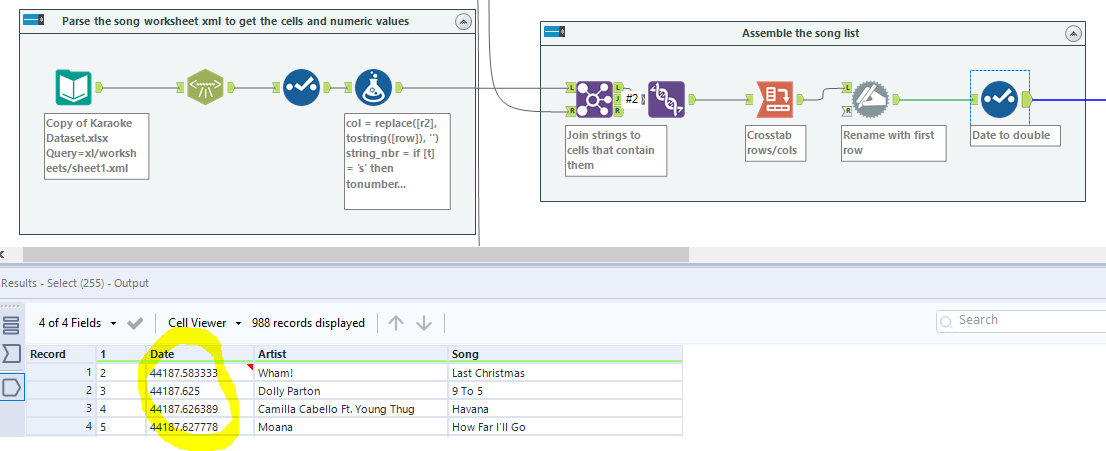 Parse the song worksheet xml to get the cells and numeric values
Copy of Karaoke
Dataset.xlsx
Query=xl/worksh
eets/sheet1.xml
col = replace([r2],
tostring([row]), '')
string_nbr = if [t]
= 's' then
tonumber...
Assemble the song list
L
R
L
J
R
#2
L
R
Join strings to
cells that contain
them
Crosstab
rows/cols
Rename with first
row
Date to double
Results - Select (255) - Output
4 of 4 Fields
Cell Viewer
988 records displayed
Search
Record 1 Date Artist Song
1 2 44187.583333 Wham! Last Christmas
2 3 44187.625 Dolly Parton 9 To 5
3 4 44187.626389 Camilla Cabello Ft. Young Thug Havana
4 5 44187.627778 Moana How Far I'll Go